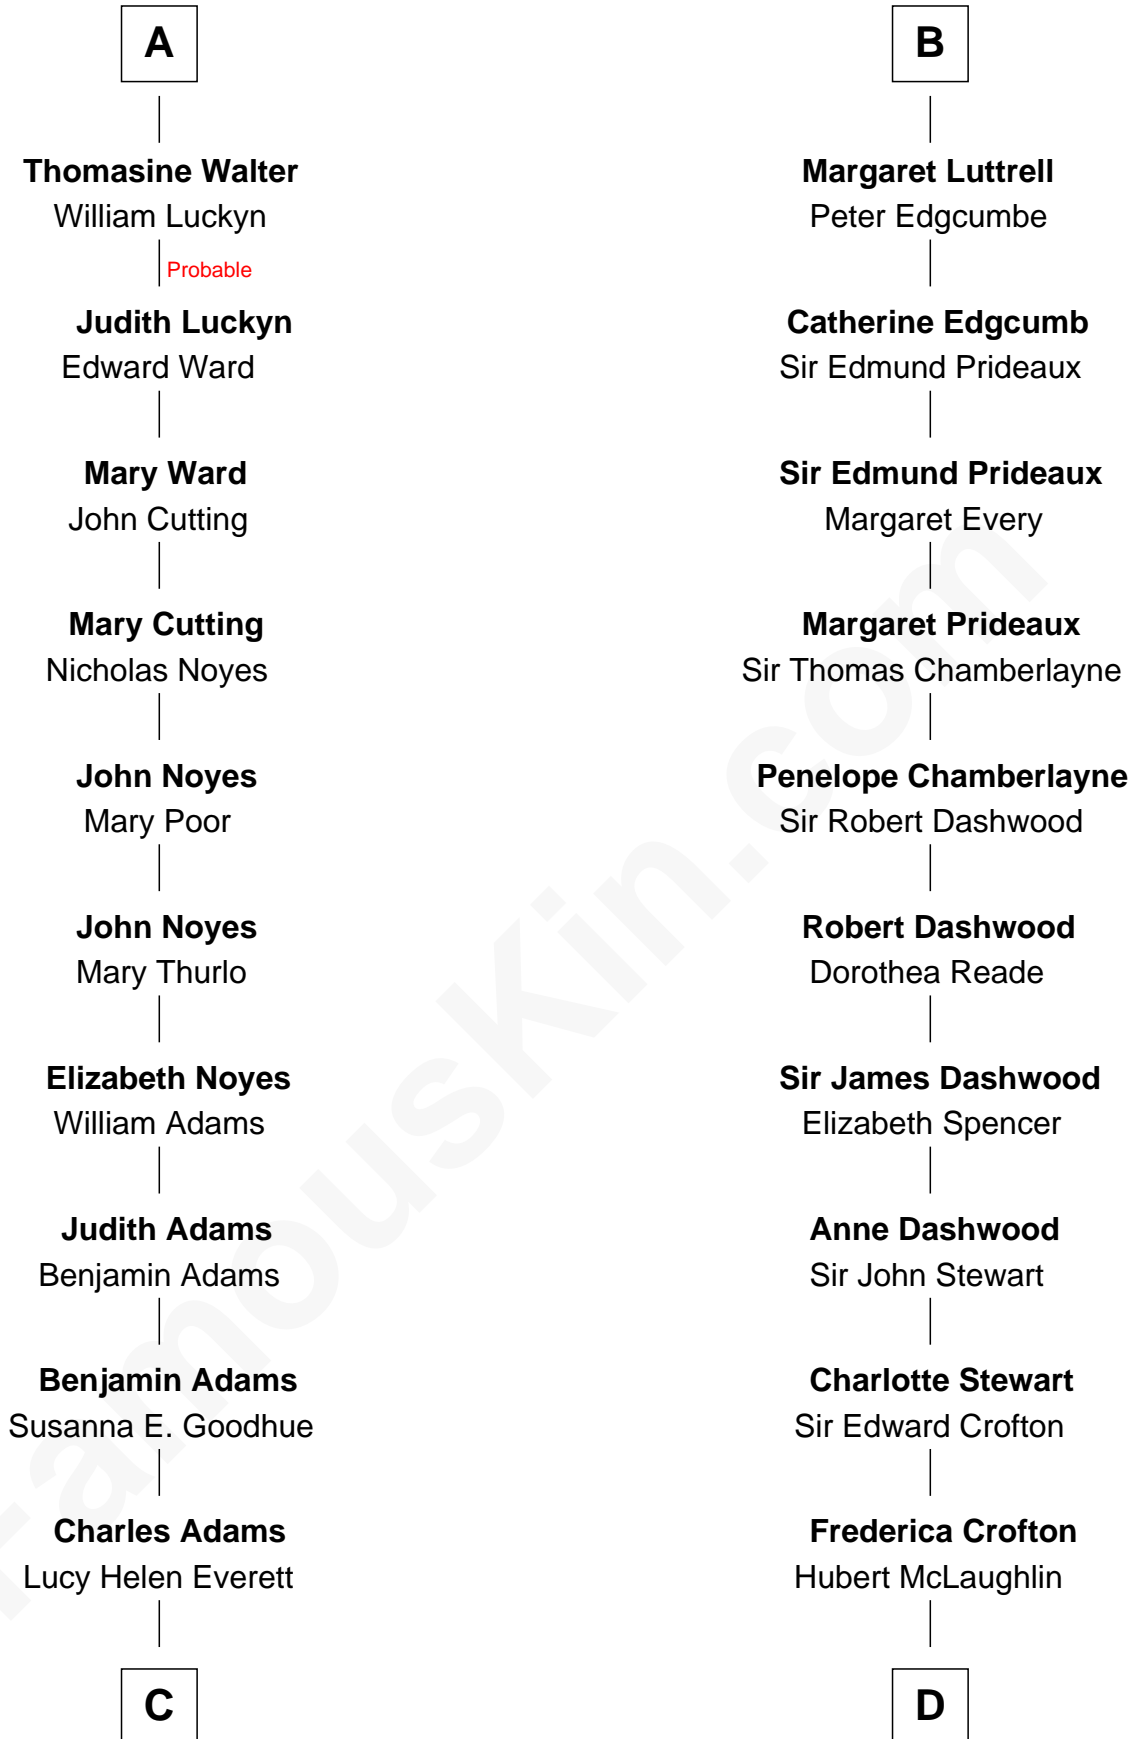 A
Thomasine Walter
William Luckyn
Probable
Judith Luckyn
Edward Ward
Mary Ward
John Cutting
Mary Cutting
Nicholas Noyes
John Noyes
Mary Poor
John Noyes
Mary Thurlo
Elizabeth Noyes
William Adams
Judith Adams
Benjamin Adams
Benjamin Adams
Susanna E. Goodhue
Charles Adams
Lucy Helen Everett
C
B
Margaret Luttrell
Peter Edgcumbe
Catherine Edgcumb
Sir Edmund Prideaux
Sir Edmund Prideaux
Margaret Every
Margaret Prideaux
Sir Thomas Chamberlayne
Penelope Chamberlayne
Sir Robert Dashwood
Robert Dashwood
Dorothea Reade
Sir James Dashwood
Elizabeth Spencer
Anne Dashwood
Sir John Stewart
Charlotte Stewart
Sir Edward Crofton
Frederica Crofton
Hubert McLaughlin
D
FamousKin.com